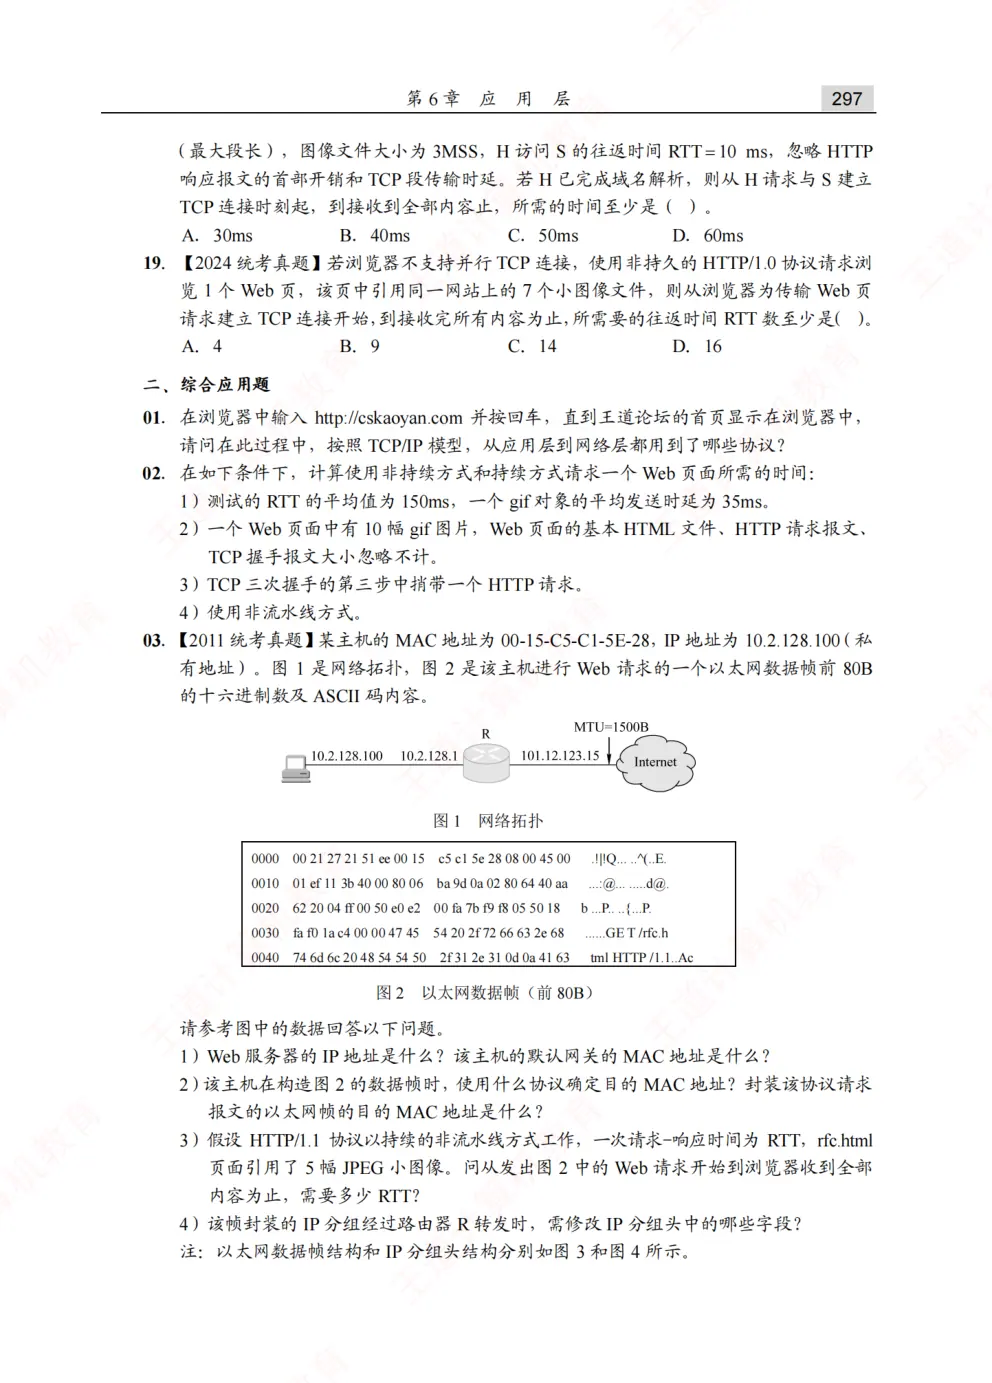 第6章 应 用 层 297
（最大段长），图像文件大小为 3MSS，H 访问 S 的往返时间 RTT=10 ms，忽略 HTTP
响应报文的首部开销和 TCP 段传输时延。若 H 已完成域名解析，则从 H 请求与 S 建立
TCP 连接时刻起，到接收到全部内容止，所需的时间至少是（ ）。
A. 30ms B. 40ms C. 50ms D. 60ms
19. 【2024 统考真题】若浏览器不支持并行 TCP 连接，使用非持久的 HTTP/1.0 协议请求浏
览 1 个 Web 页，该页中引用同一网站上的 7 个小图像文件，则从浏览器为传输 Web 页
请求建立 TCP 连接开始，到接收完所有内容为止，所需要的往返时间 RTT 数至少是( )。
A. 4 B. 9 C. 14 D. 16
二、综合应用题
01. 在浏览器中输入 http://cskaoyan.com 并按回车，直到王道论坛的首页显示在浏览器中，
请问在此过程中，按照 TCP/IP 模型，从应用层到网络层都用到了哪些协议？
02. 在如下条件下，计算使用非持续方式和持续方式请求一个 Web 页面所需的时间：
1）测试的 RTT 的平均值为 150ms，一个 gif 对象的平均发送时延为 35ms。
2）一个 Web 页面中有 10 幅 gif 图片，Web 页面的基本 HTML 文件、HTTP 请求报文、
TCP 握手报文大小忽略不计。
3）TCP 三次握手的第三步中捎带一个 HTTP 请求。
4）使用非流水线方式。
03. 【2011 统考真题】某主机的 MAC 地址为 00-15-C5-C1-5E-28，IP 地址为 10.2.128.100（私
有地址）。图 1 是网络拓扑，图 2 是该主机进行 Web 请求的一个以太网数据帧前 80B
的十六进制数及 ASCII 码内容。
R MTU=1500B
10.2.128.100 10.2.128.1 101.12.123.15 Internet
图 1 网络拓扑
0000 00 21 27 21 51 ee 00 15 c5 c1 5e 28 08 00 45 00 .!|!Q... ..^(..E.
0010 01 ef 11 3b 40 00 80 06 ba 9d 0a 02 80 64 40 aa ...:@... .....d@.
0020 62 20 04 ff 00 50 e0 e2 00 fa 7b f9 f8 05 50 18 b ...P.. ..{...P.
0030 fa f0 1a c4 00 00 47 45 54 20 2f 72 66 63 2e 68 ......GE T /rfc.h
0040 74 6d 6c 20 48 54 54 50 2f 31 2e 31 0d 0a 41 63 tml HTTP /1.1..Ac
图 2 以太网数据帧（前 80B）
请参考图中的数据回答以下问题。
1）Web 服务器的 IP 地址是什么？该主机的默认网关的 MAC 地址是什么？
2）该主机在构造图 2 的数据帧时，使用什么协议确定目的 MAC 地址？封装该协议请求
报文的以太网帧的目的 MAC 地址是什么？
3）假设 HTTP/1.1 协议以持续的非流水线方式工作，一次请求-响应时间为 RTT，rfc.html
页面引用了 5 幅 JPEG 小图像。问从发出图 2 中的 Web 请求开始到浏览器收到全部
内容为止，需要多少 RTT？
4）该帧封装的 IP 分组经过路由器 R 转发时，需修改 IP 分组头中的哪些字段？
注：以太网数据帧结构和 IP 分组头结构分别如图 3 和图 4 所示。